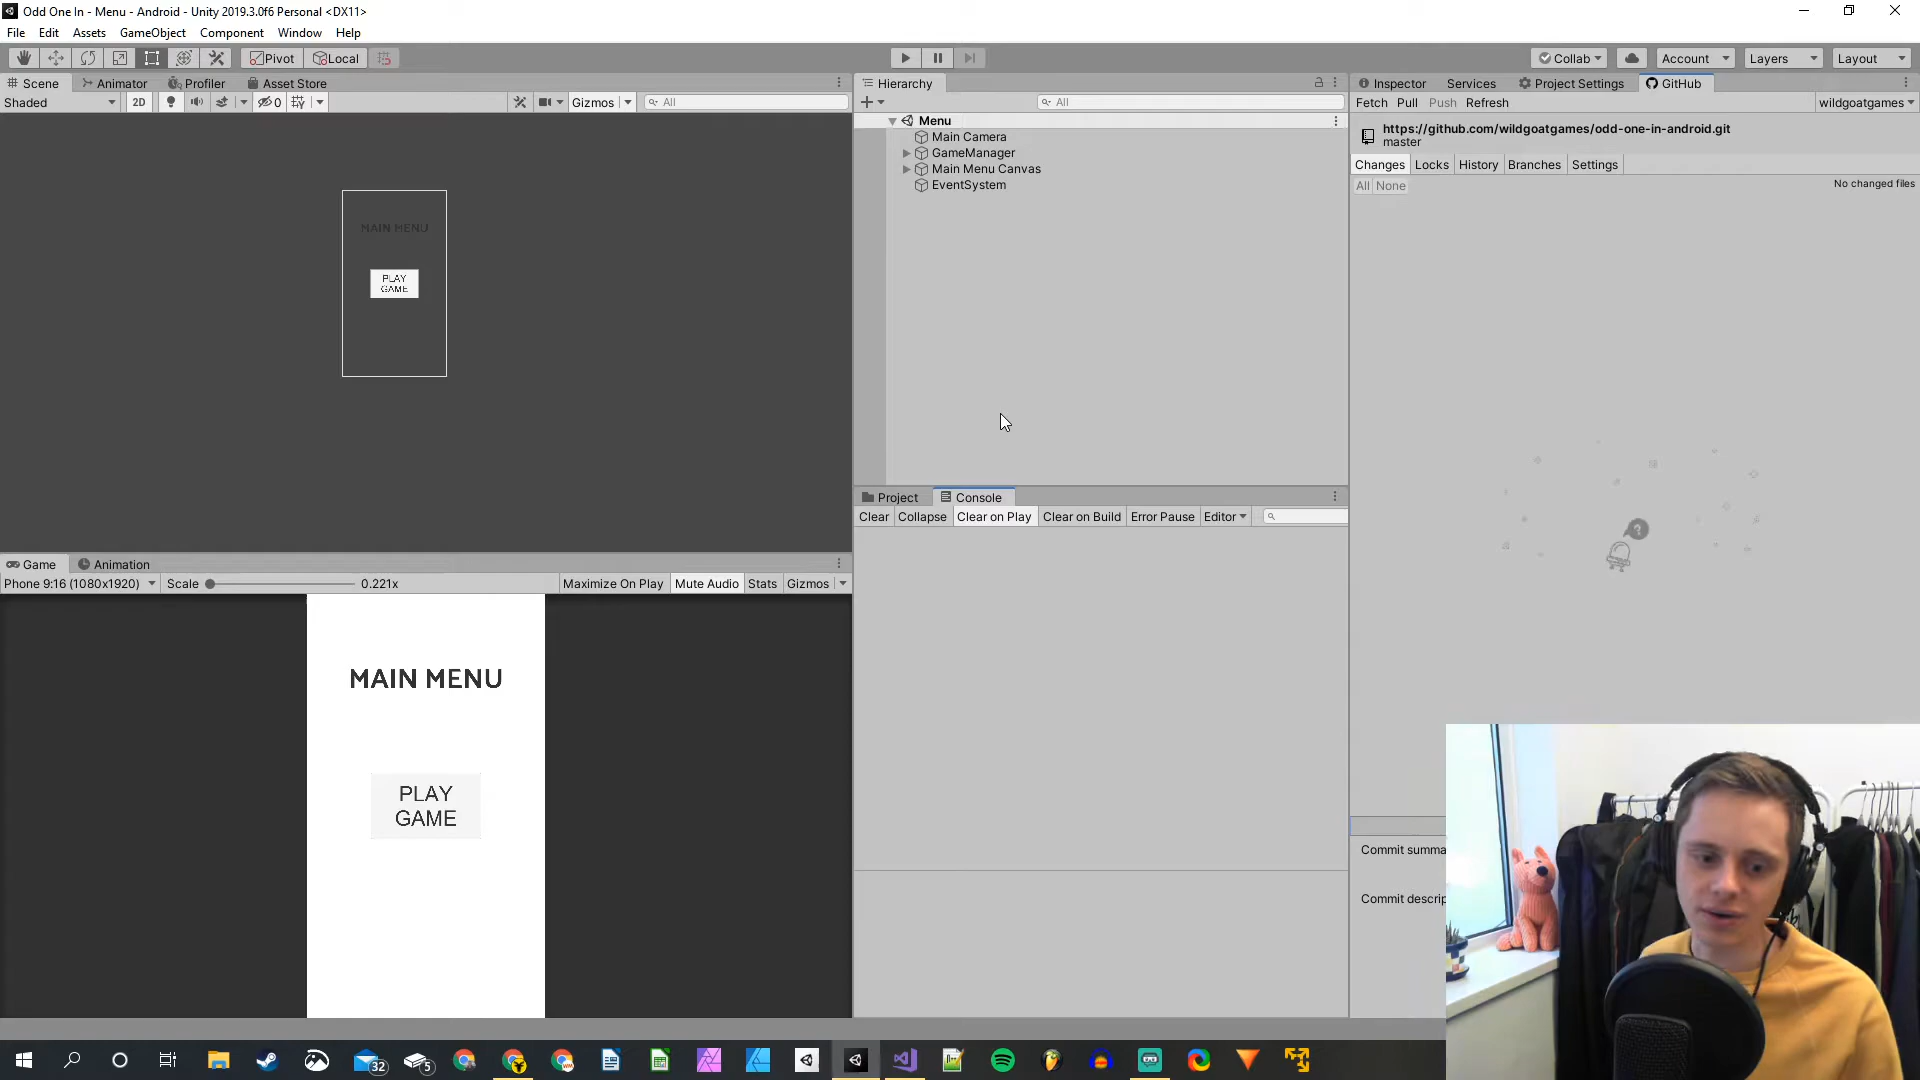 Odd One In - Menu - Android - Unity 2019.3.0f6 Personal <DX11>
File Edit Assets GameObject Component Window Help
Pivot Local Collab Account Layers Layout
Scene Animator Profiler Asset Store
Shaded 2D 0 Gizmos All
MAIN MENU
PLAY
GAME
Hierarchy
All
Menu
Main Camera
GameManager
Main Menu Canvas
EventSystem
Inspector Services Project Settings GitHub
Fetch Pull Push Refresh wildgoatgames
https://github.com/wildgoatgames/odd-one-in-android.git
master
Changes Locks History Branches Settings
All None No changed files
?
Project Console
Clear Collapse Clear on Play Clear on Build Error Pause Editor
Game Animation
Phone 9:16 (1080x1920) Scale 0.221x Maximize On Play Mute Audio Stats Gizmos
MAIN MENU
PLAY
GAME
Commit summa
Commit descrip
32 5